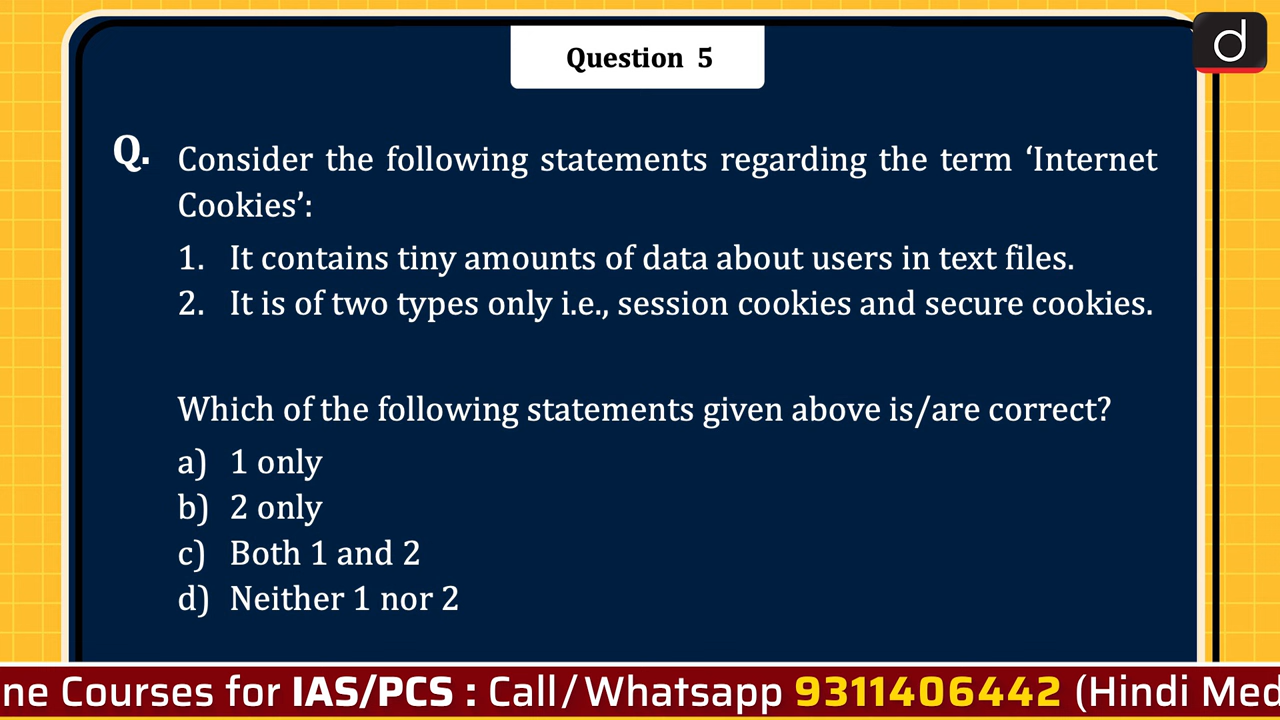 Question 5
d
Q. Consider the following statements regarding the term ‘Internet
Cookies’:
1. It contains tiny amounts of data about users in text files.
2. It is of two types only i.e., session cookies and secure cookies.
Which of the following statements given above is/are correct?
a) 1 only
b) 2 only
c) Both 1 and 2
d) Neither 1 nor 2
ne Courses for IAS/PCS : Call/Whatsapp 9311406442 (Hindi Med